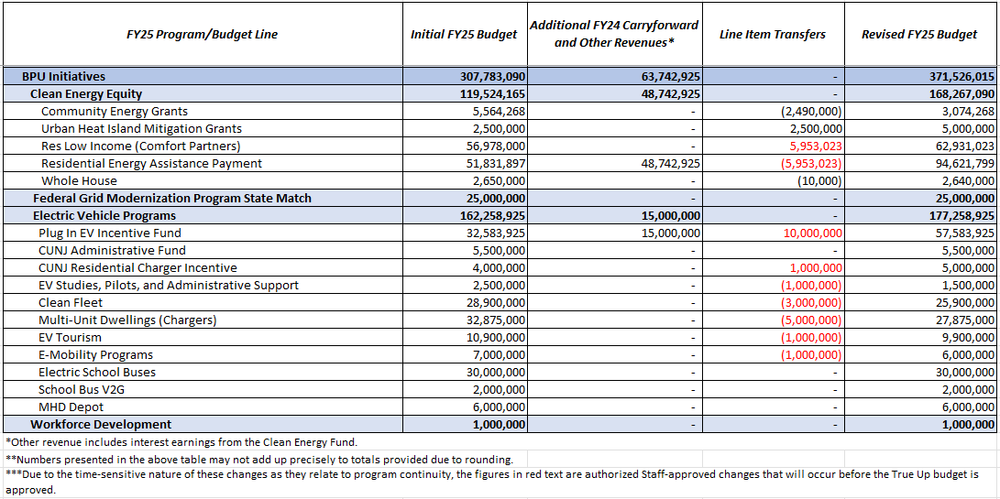 FY25 Program/Budget Line Initial FY25 Budget Additional FY24 Carryforward and Other Revenues* Line Item Transfers Revised FY25 Budget
BPU Initiatives 307,783,090 63,742,925 - 371,526,015
Clean Energy Equity 119,524,165 48,742,925 - 168,267,090
Community Energy Grants 5,564,268 - (2,490,000) 3,074,268
Urban Heat Island Mitigation Grants 2,500,000 - 2,500,000 5,000,000
Res Low Income (Comfort Partners) 56,978,000 - 5,953,023 62,931,023
Residential Energy Assistance Payment 51,831,897 48,742,925 (5,953,023) 94,621,799
Whole House 2,650,000 - (10,000) 2,640,000
Federal Grid Modernization Program State Match 25,000,000 - - 25,000,000
Electric Vehicle Programs 162,258,925 15,000,000 - 177,258,925
Plug In EV Incentive Fund 32,583,925 15,000,000 10,000,000 57,583,925
CUNJ Administrative Fund 5,500,000 - - 5,500,000
CUNJ Residential Charger Incentive 4,000,000 - 1,000,000 5,000,000
EV Studies, Pilots, and Administrative Support 2,500,000 - (1,000,000) 1,500,000
Clean Fleet 28,900,000 - (3,000,000) 25,900,000
Multi-Unit Dwellings (Chargers) 32,875,000 - (5,000,000) 27,875,000
EV Tourism 10,900,000 - (1,000,000) 9,900,000
E-Mobility Programs 7,000,000 - (1,000,000) 6,000,000
Electric School Buses 30,000,000 - - 30,000,000
School Bus V2G 2,000,000 - - 2,000,000
MHD Depot 6,000,000 - - 6,000,000
Workforce Development 1,000,000 - - 1,000,000
*Other revenue includes interest earnings from the Clean Energy Fund.
**Numbers presented in the above table may not add up precisely to totals provided due to rounding.
***Due to the time-sensitive nature of these changes as they relate to program continuity, the figures in red text are authorized Staff-approved changes that will occur before the True Up budget is
approved.